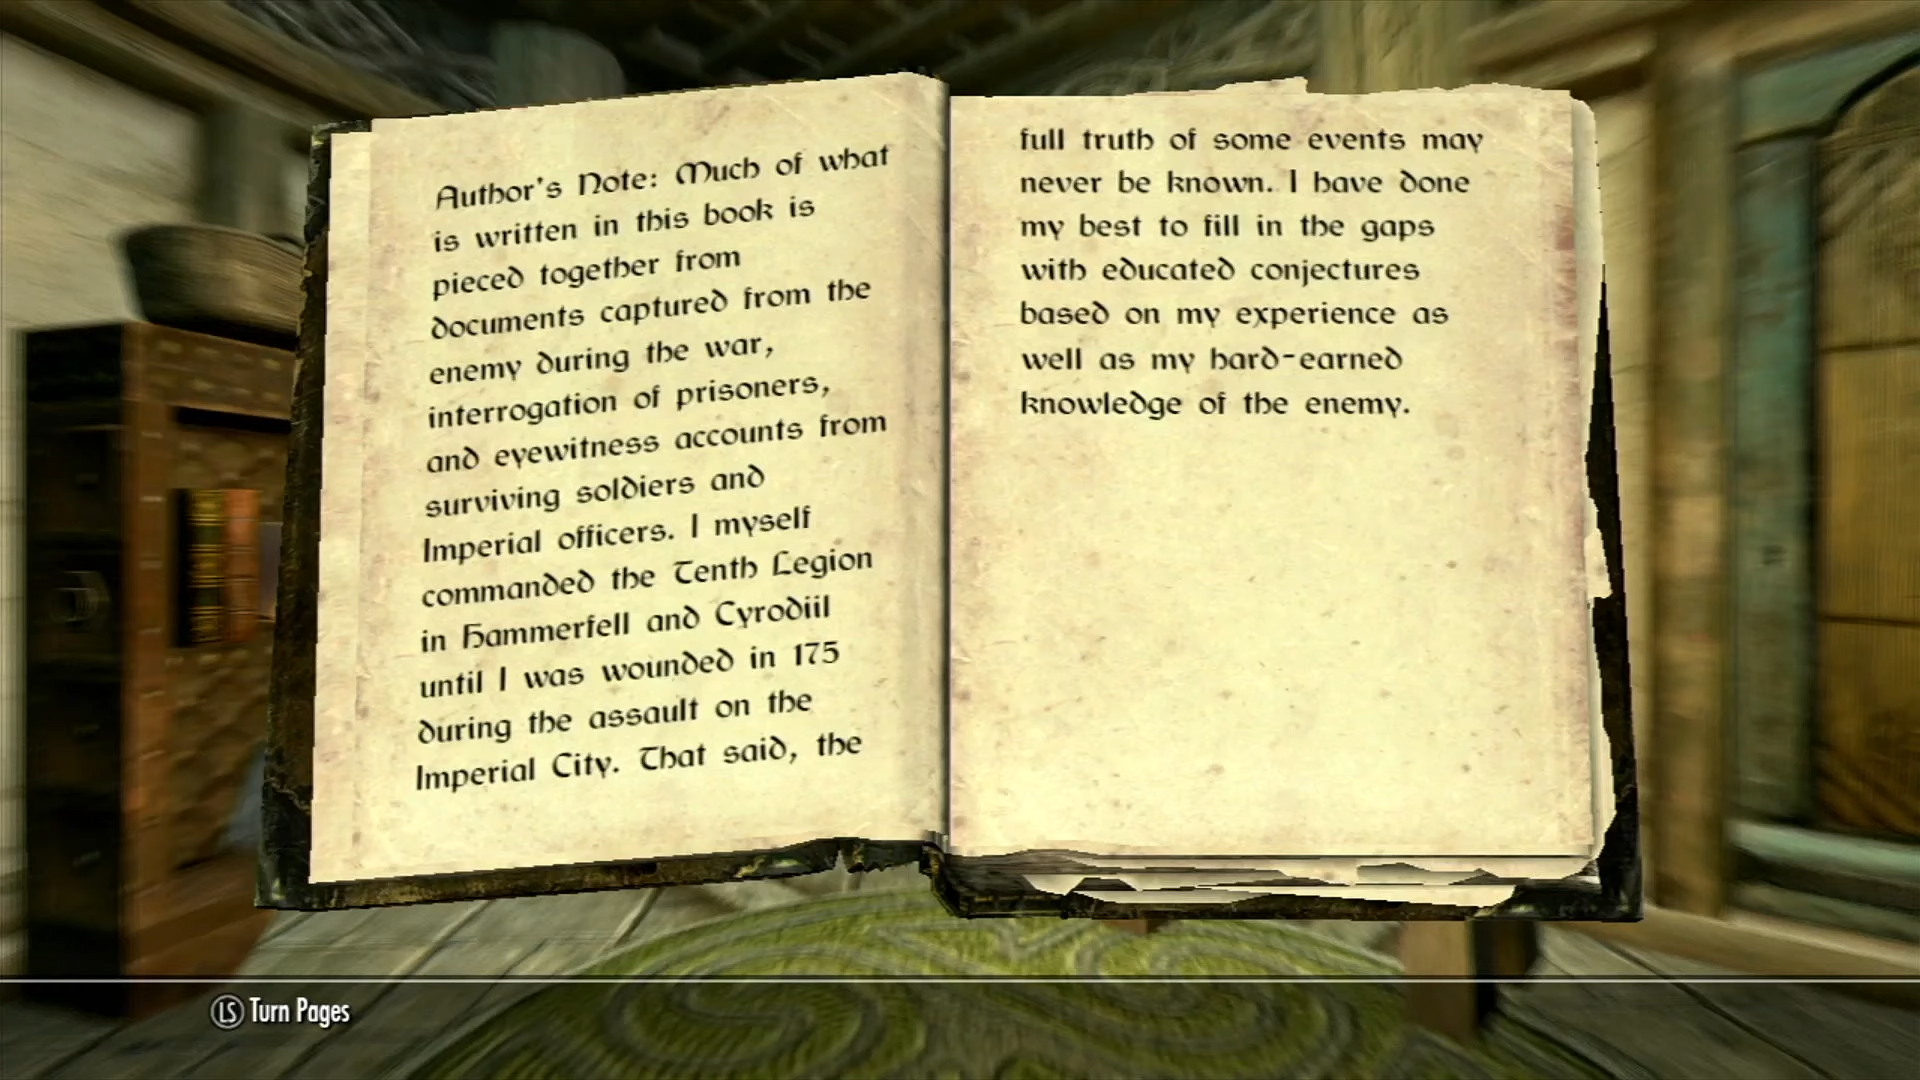 Author's Note: Much of what
is written in this book is
pieced together from
documents captured from the
enemy during the war,
interrogation of prisoners,
and eyewitness accounts from
surviving soldiers and
Imperial officers. I myself
commanded the Tenth Legion
in Hammerfell and Cyrodiil
until I was wounded in 175
during the assault on the
Imperial City. That said, the
full truth of some events may
never be known. I have done
my best to fill in the gaps
with educated conjectures
based on my experience as
well as my hard-earned
knowledge of the enemy.
LS Turn Pages